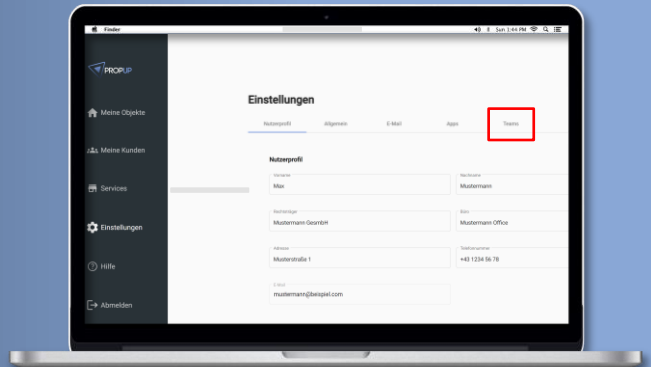 Finder
Sun 1:44 PM
PROPUP
Meine Objekte
Meine Kunden
Services
Einstellungen
Hilfe
Abmelden
Einstellungen
Nutzerprofil Allgemein E-Mail Apps Teams
Nutzerprofil
Vorname
Max
Nachname
Mustermann
Rechtsträger
Mustermann GesmbH
Büro
Mustermann Office
Adresse
Musterstraße 1
Telefonnummer
+43 1234 56 78
E-Mail
mustermann@beispiel.com